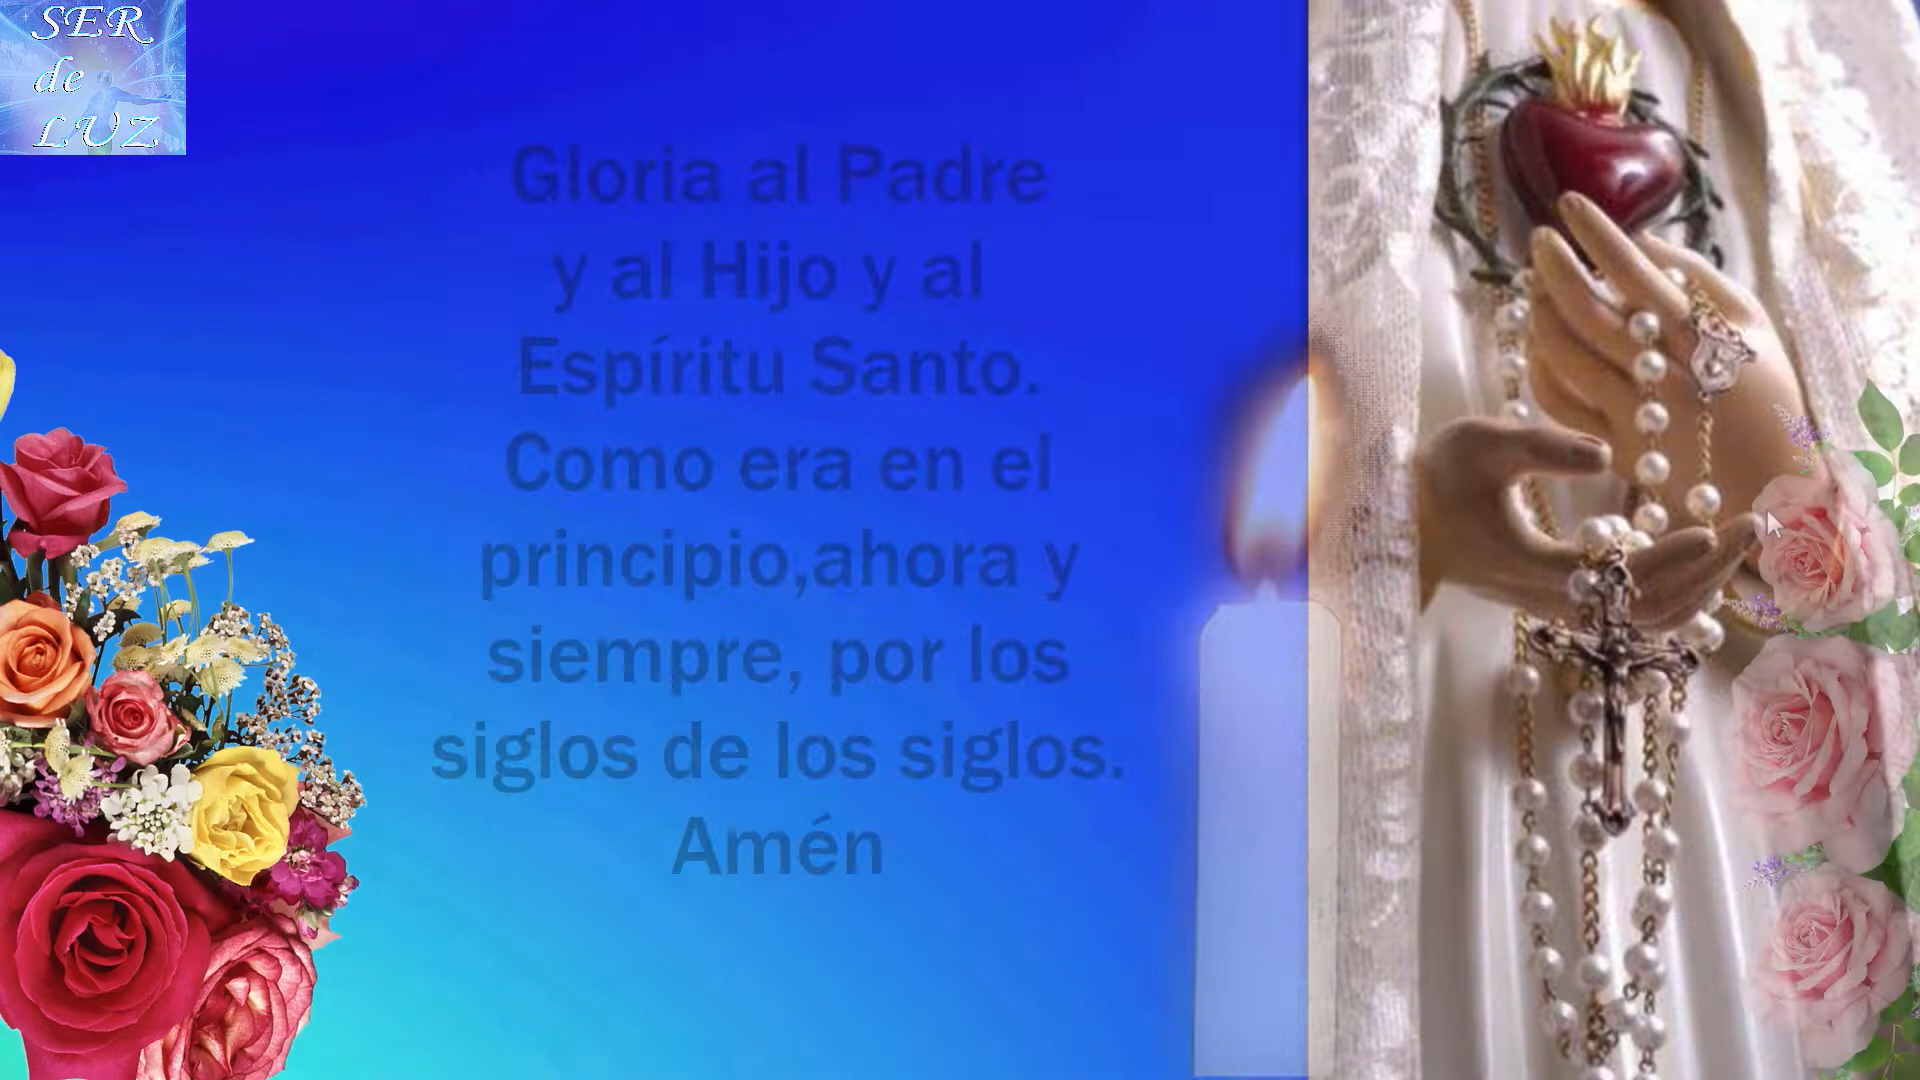 SER
de
LUZ
Gloria al Padre
y al Hijo y al
Espíritu Santo.
Como era en el
principio,ahora y
siempre, por los
siglos de los siglos.
Amén